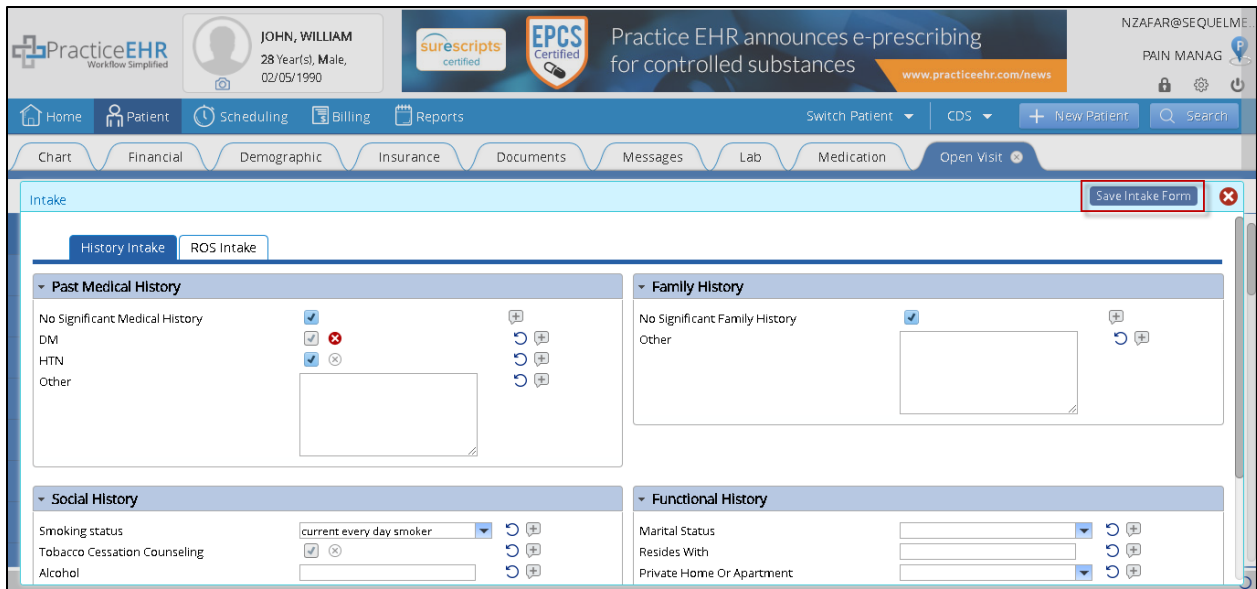 PracticeEHR
Workflow Simplified
JOHN, WILLIAM
28 Year(s), Male,
02/05/1990
surescripts
certified
EPCS
Certified
Practice EHR announces e-prescribing
for controlled substances
www.practiceehr.com/news
NZAFAR@SEQUELME...
PAIN MANAG
P
Home
Patient
Scheduling
Billing
Reports
Switch Patient
CDS
New Patient
Search
Chart
Financial
Demographic
Insurance
Documents
Messages
Lab
Medication
Open Visit
Intake
Save Intake Form
History Intake
ROS Intake
Past Medical History
No Significant Medical History
DM
HTN
Other
Family History
No Significant Family History
Other
Social History
Smoking status
current every day smoker
Tobacco Cessation Counseling
Alcohol
Functional History
Marital Status
Resides With
Private Home Or Apartment